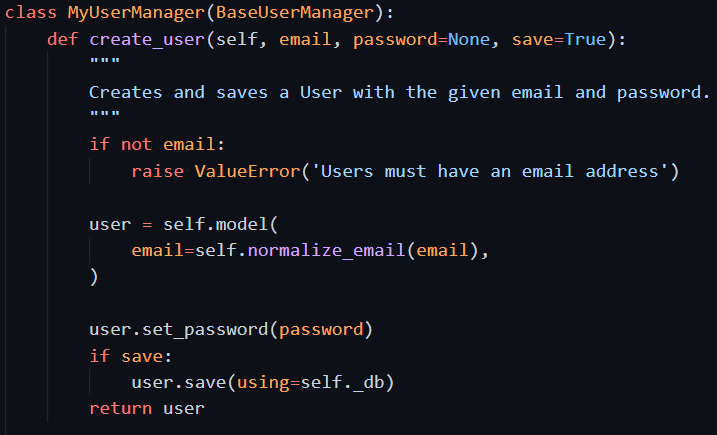 class MyUserManager(BaseUserManager):
    def create_user(self, email, password=None, save=True):
        """
        Creates and saves a User with the given email and password.
        """
        if not email:
            raise ValueError('Users must have an email address')

        user = self.model(
            email=self.normalize_email(email),
        )

        user.set_password(password)
        if save:
            user.save(using=self._db)
        return user